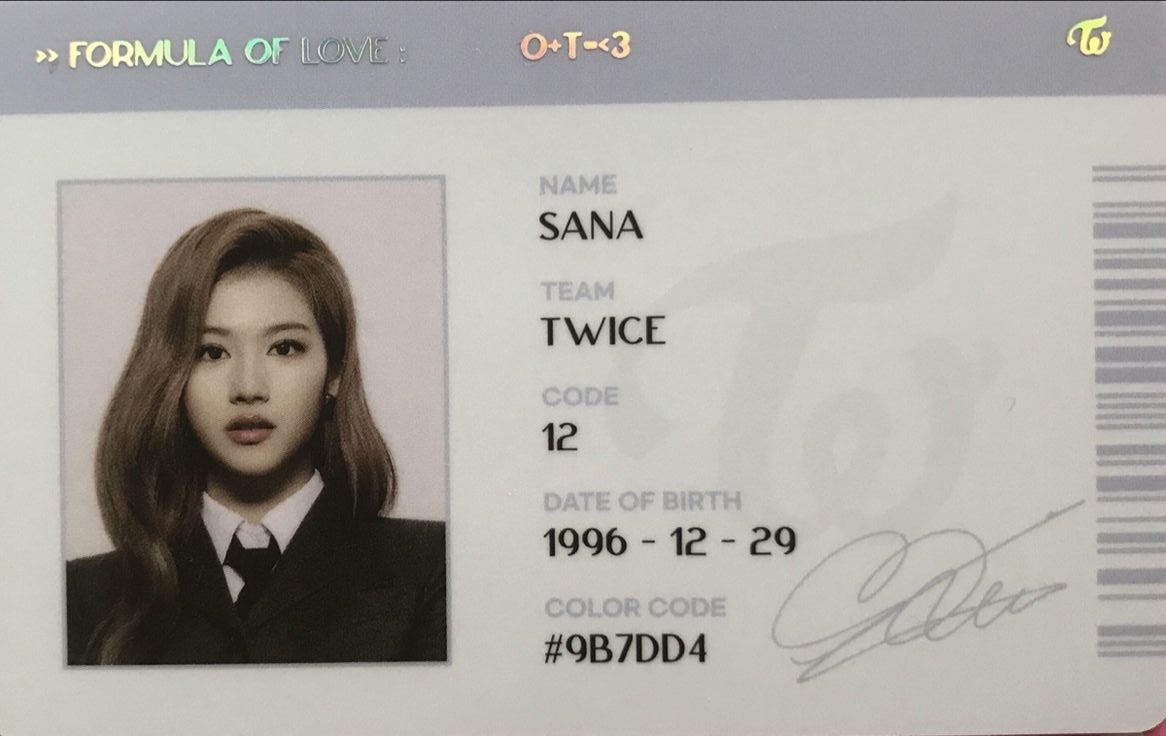 » FORMULA OF LOVE : O+T=<3
NAME
SANA
TEAM
TWICE
CODE
12
DATE OF BIRTH
1996 - 12 - 29
COLOR CODE
#9B7DD4